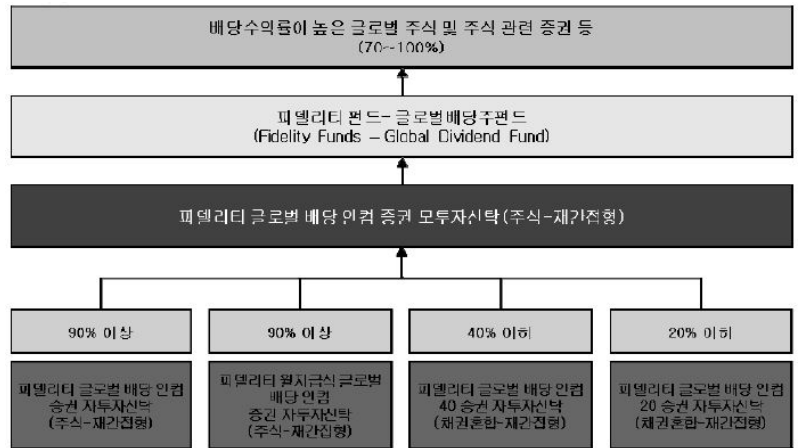 배당수익률이 높은 글로벌 주식 및 주식 관련 증권 등
(70~100%)
피델리티 펀드- 글로벌배당주펀드
(Fidelity Funds – Global Dividend Fund)
피델리티 글로벌 배당 인컴 증권 모투자신탁(주식-재간접형)
90% 이상
90% 이상
40% 이하
20% 이하
피델리티 글로벌 배당 인컴
증권 자투자신탁
(주식-재간접형)
피델리티 월지급식 글로벌
배당 인컴
증권 자투자신탁
(주식-재간접형)
피델리티 글로벌 배당 인컴
40 증권 자투자신탁
(채권혼합-재간접형)
피델리티 글로벌 배당 인컴
20 증권 자투자신탁
(채권혼합-재간접형)